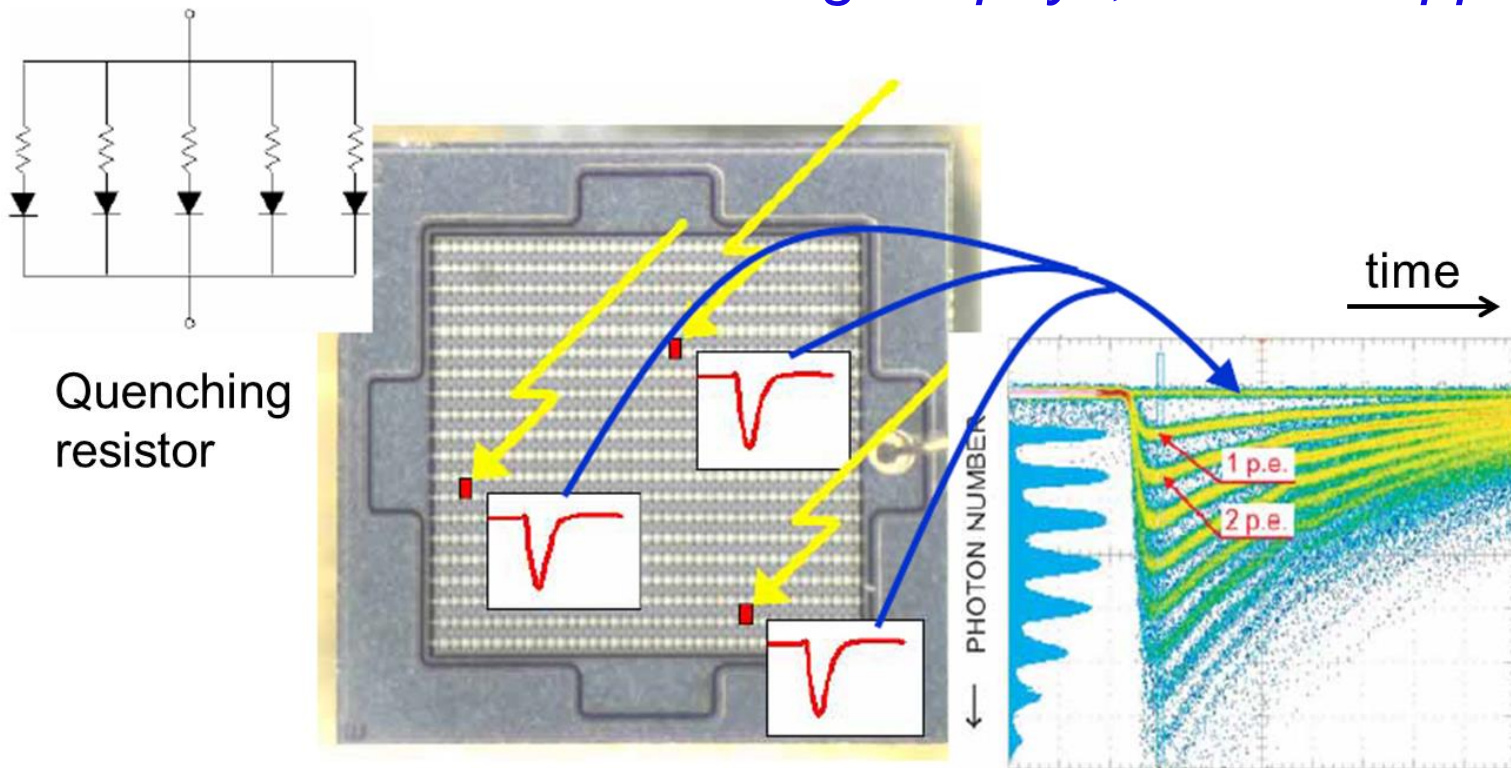 Quenching
resistor
time
1 p.e.
2 p.e.
← PHOTON NUMBER